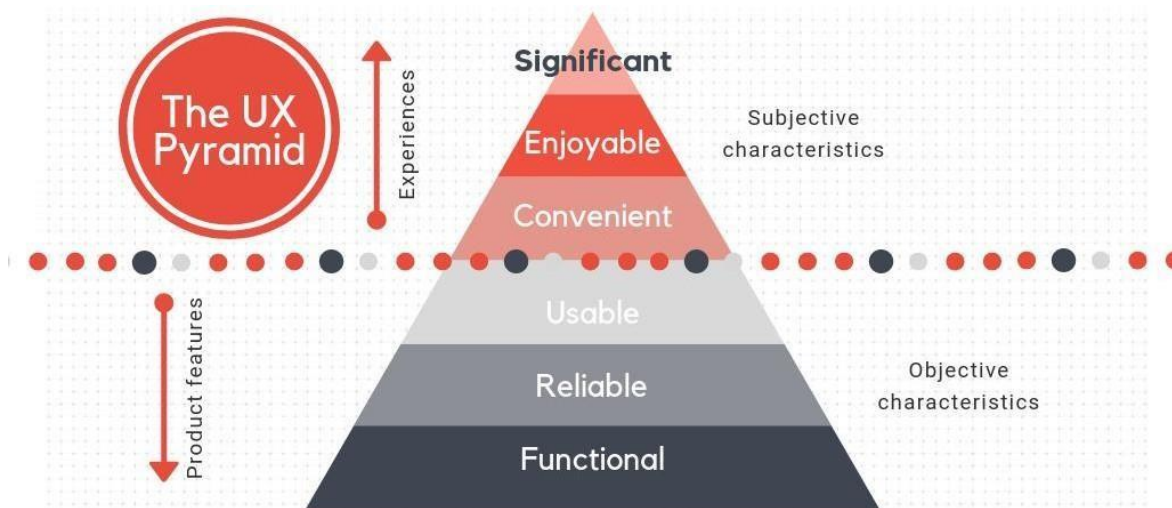 The UX
Pyramid
Experiences
Significant
Enjoyable
Convenient
Subjective
characteristics
Product features
Usable
Reliable
Functional
Objective
characteristics